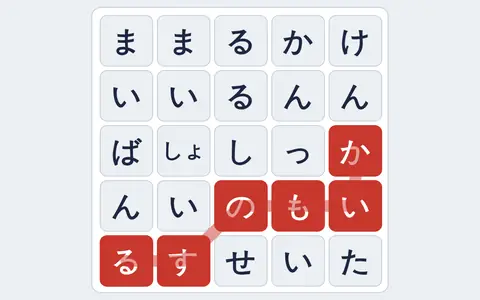 ままるかけ
いいるんん
ばしょしっか
んいのもい
るすせいた